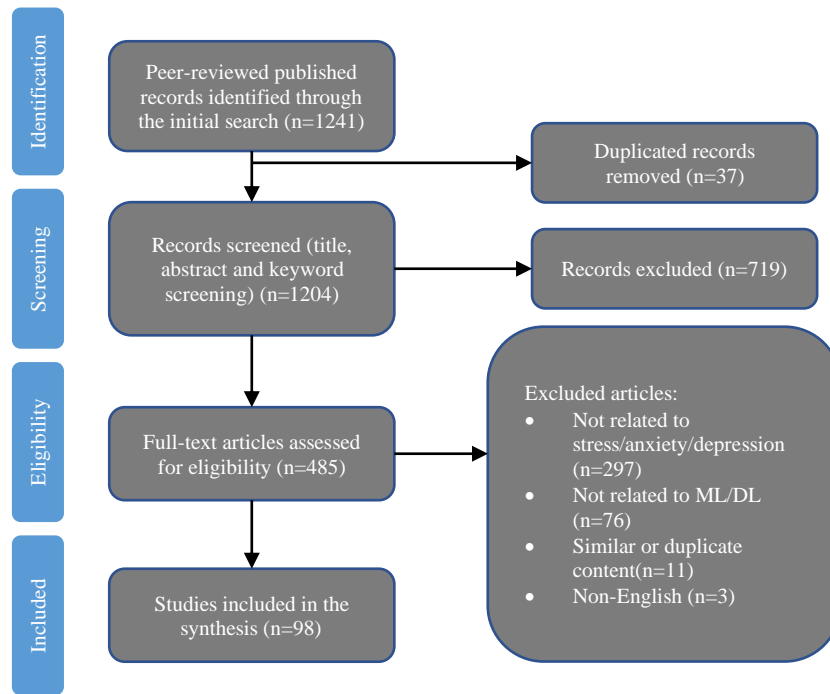 Identification
Peer-reviewed published
records identified through
the initial search (n=1241)
Duplicated records
removed (n=37)
Screening
Records screened (title,
abstract and keyword
screening) (n=1204)
Records excluded (n=719)
Eligibility
Full-text articles assessed
for eligibility (n=485)
Excluded articles:
• Not related to
stress/anxiety/depression
(n=297)
• Not related to ML/DL
(n=76)
• Similar or duplicate
content(n=11)
• Non-English (n=3)
Included
Studies included in the
synthesis (n=98)